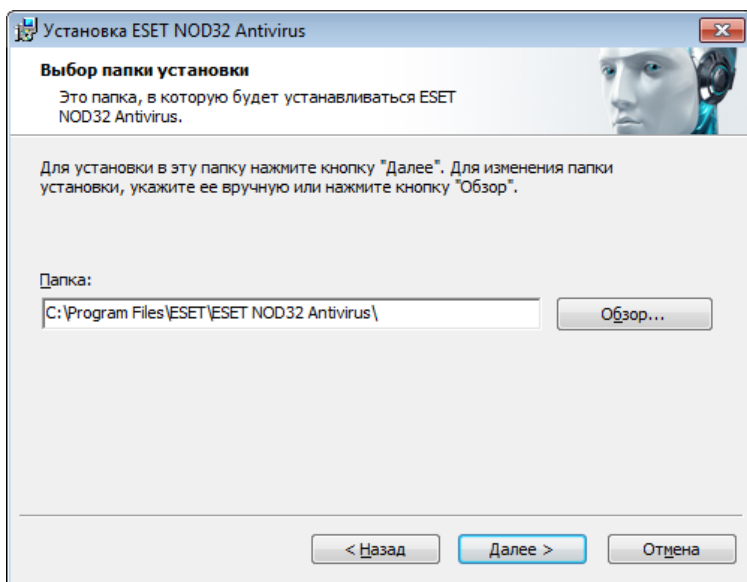 Установка ESET NOD32 Antivirus
Выбор папки установки
Это папка, в которую будет устанавливаться ESET
NOD32 Antivirus.
Для установки в эту папку нажмите кнопку "Далее". Для изменения папки
установки, укажите ее вручную или нажмите кнопку "Обзор".
Папка:
C:\Program Files\ESET\ESET NOD32 Antivirus\
Обзор...
< Назад
Далее >
Отмена